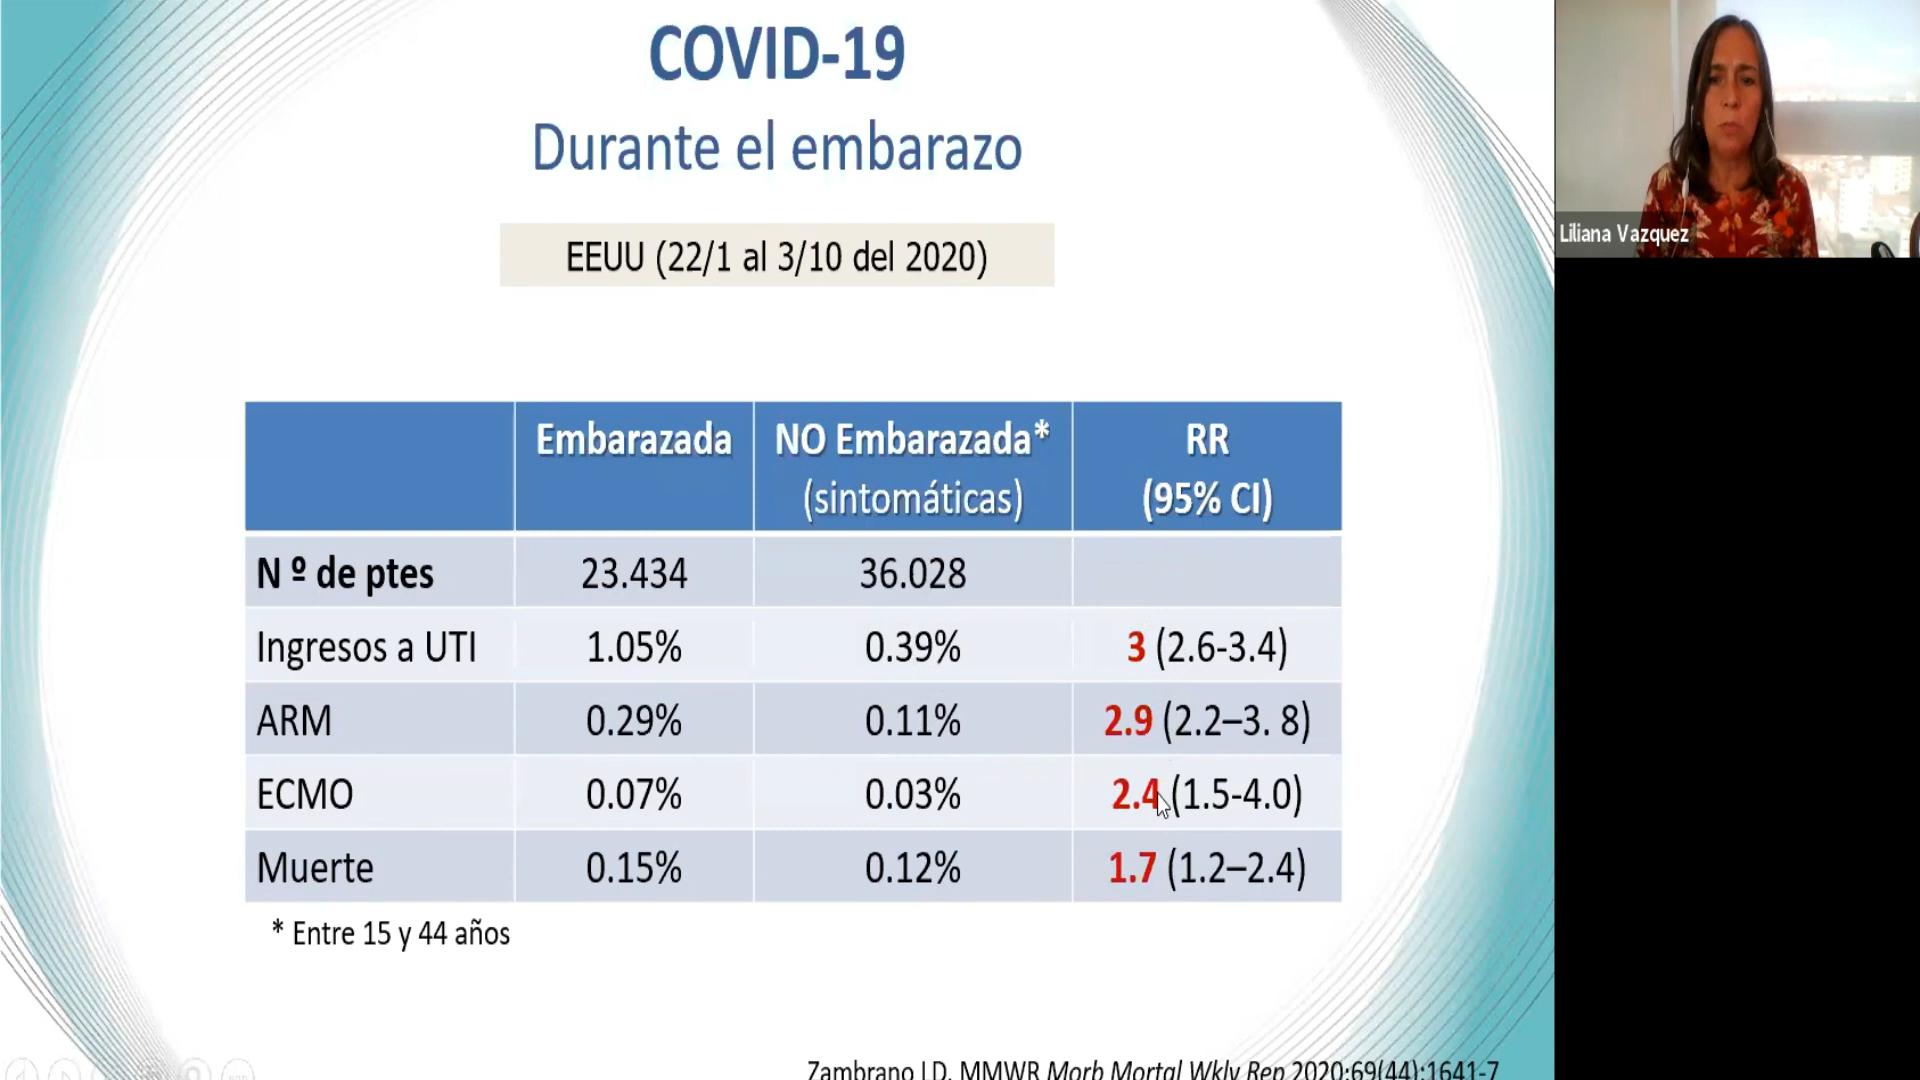 COVID-19
Durante el embarazo
EEUU (22/1 al 3/10 del 2020)
Embarazada NO Embarazada* RR
(sintomáticas) (95% CI)
N º de ptes 23.434 36.028
Ingresos a UTI 1.05% 0.39% 3 (2.6-3.4)
ARM 0.29% 0.11% 2.9 (2.2–3. 8)
ECMO 0.07% 0.03% 2.4 (1.5-4.0)
Muerte 0.15% 0.12% 1.7 (1.2–2.4)
* Entre 15 y 44 años
Zambrano LD. MMWR Morb Mortal Wkly Rep 2020;69(44):1641-7
Liliana Vazquez